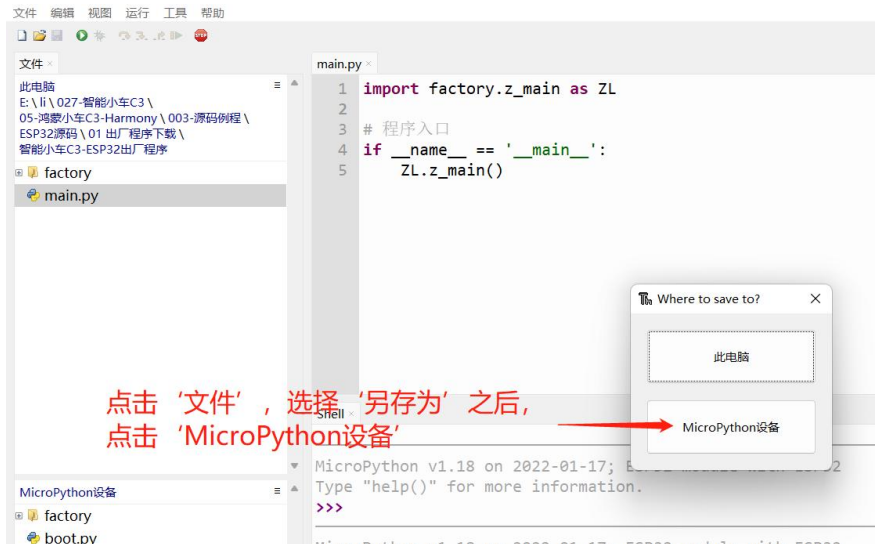 文件 编辑 视图 运行 工具 帮助
文件 ×
此电脑
E: \ li \ 027-智能小车C3 \
05-鸿蒙小车C3-Harmony \ 003-源码例程 \
ESP32源码 \ 01 出厂程序下载 \
智能小车C3-ESP32出厂程序
factory
main.py
main.py ×
1 import factory.z_main as ZL
2
3 # 程序入口
4 if __name__ == '__main__':
5 ZL.z_main()
Where to save to? ×
此电脑
MicroPython设备
点击‘文件’，选择‘另存为’之后，
点击‘MicroPython设备’
Shell ×
MicroPython v1.18 on 2022-01-17;
Type "help()" for more information.
>>>
MicroPython设备
factory
boot.py